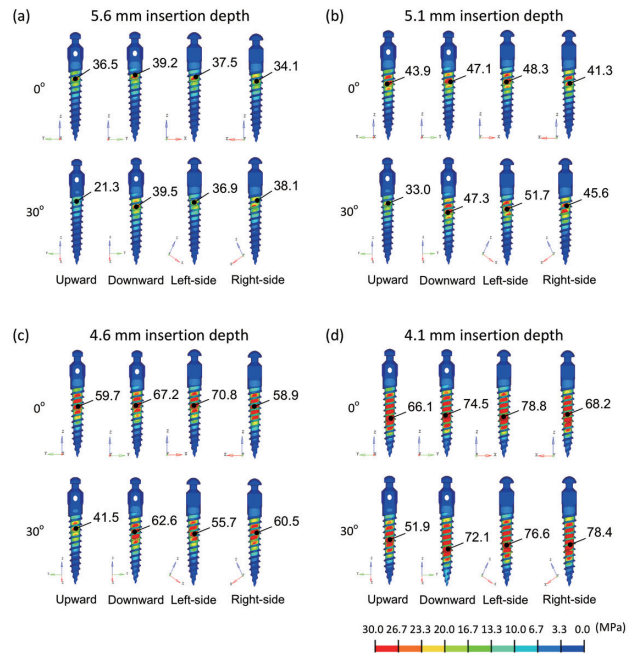 (a) 5.6 mm insertion depth
0°
36.5 39.2 37.5 34.1
30°
21.3 39.5 36.9 38.1
Upward Downward Left-side Right-side
(b) 5.1 mm insertion depth
0°
43.9 47.1 48.3 41.3
30°
33.0 47.3 51.7 45.6
Upward Downward Left-side Right-side
(c) 4.6 mm insertion depth
0°
59.7 67.2 70.8 58.9
30°
41.5 62.6 55.7 60.5
Upward Downward Left-side Right-side
(d) 4.1 mm insertion depth
0°
66.1 74.5 78.8 68.2
30°
51.9 72.1 76.6 78.4
Upward Downward Left-side Right-side
30.0 26.7 23.3 20.0 16.7 13.3 10.0 6.7 3.3 0.0 (MPa)